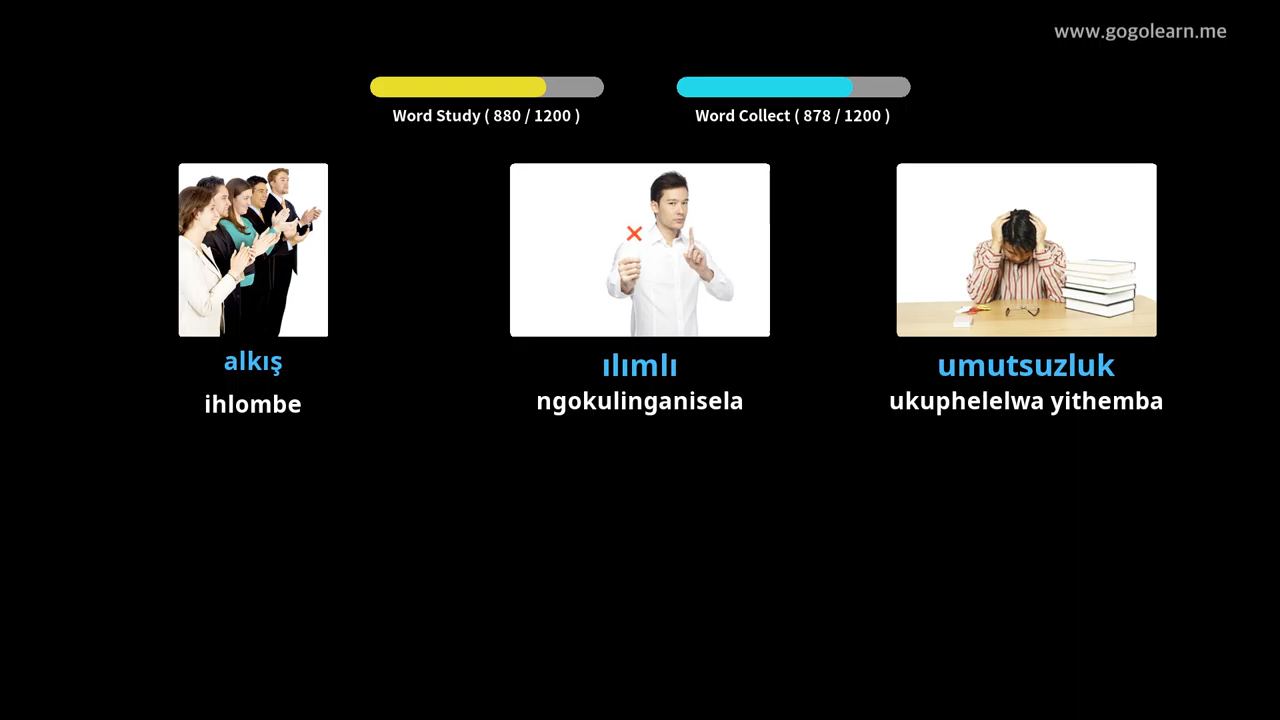 www.gogolearn.me
Word Study ( 880 / 1200 )
Word Collect ( 878 / 1200 )
alkış
ihlombe
ılımlı
ngokulinganisela
umutsuzluk
ukuphelelwa yithemba